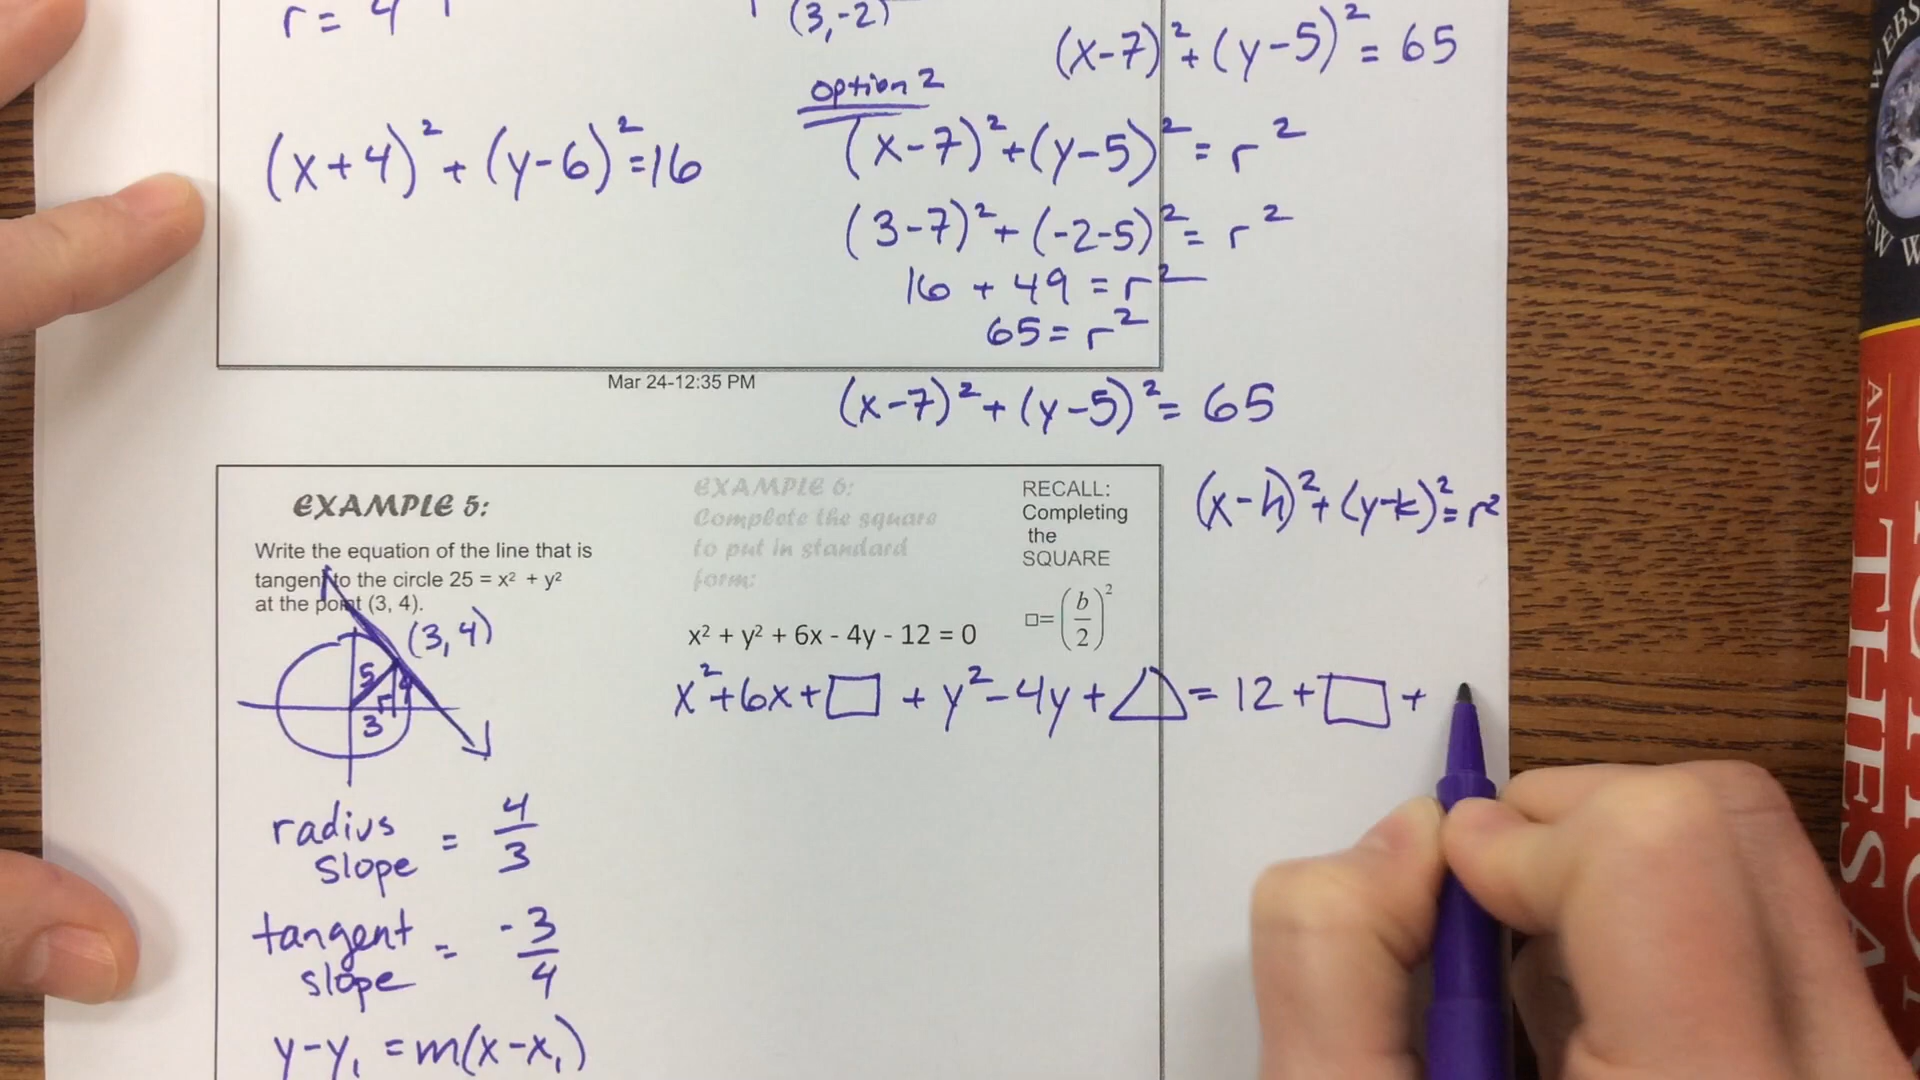 r = 4
(3,-2)
(x-7)²+(y-5)² = 65
option 2
(x+4)²+(y-6)²=16
(x-7)²+(y-5)² = r²
(3-7)²+(-2-5)² = r²
16 + 49 = r²
65 = r²
Mar 24-12:35 PM
(x-7)²+(y-5)² = 65
EXAMPLE 5:
Write the equation of the line that is
tangent to the circle 25 = x² + y²
at the point (3, 4).
(3,4)
5
4
3
radius slope = 4/3
tangent slope = -3/4
y-y₁ = m(x-x₁)
EXAMPLE 6:
Complete the square
to put in standard
form:
x² + y² + 6x - 4y - 12 = 0
RECALL:
Completing
the
SQUARE
□=(b/2)²
(x-h)²+(y-k)²=r²
x²+6x+□ + y²-4y+△ = 12+□+
AND
THESA
NEW W
WEBS